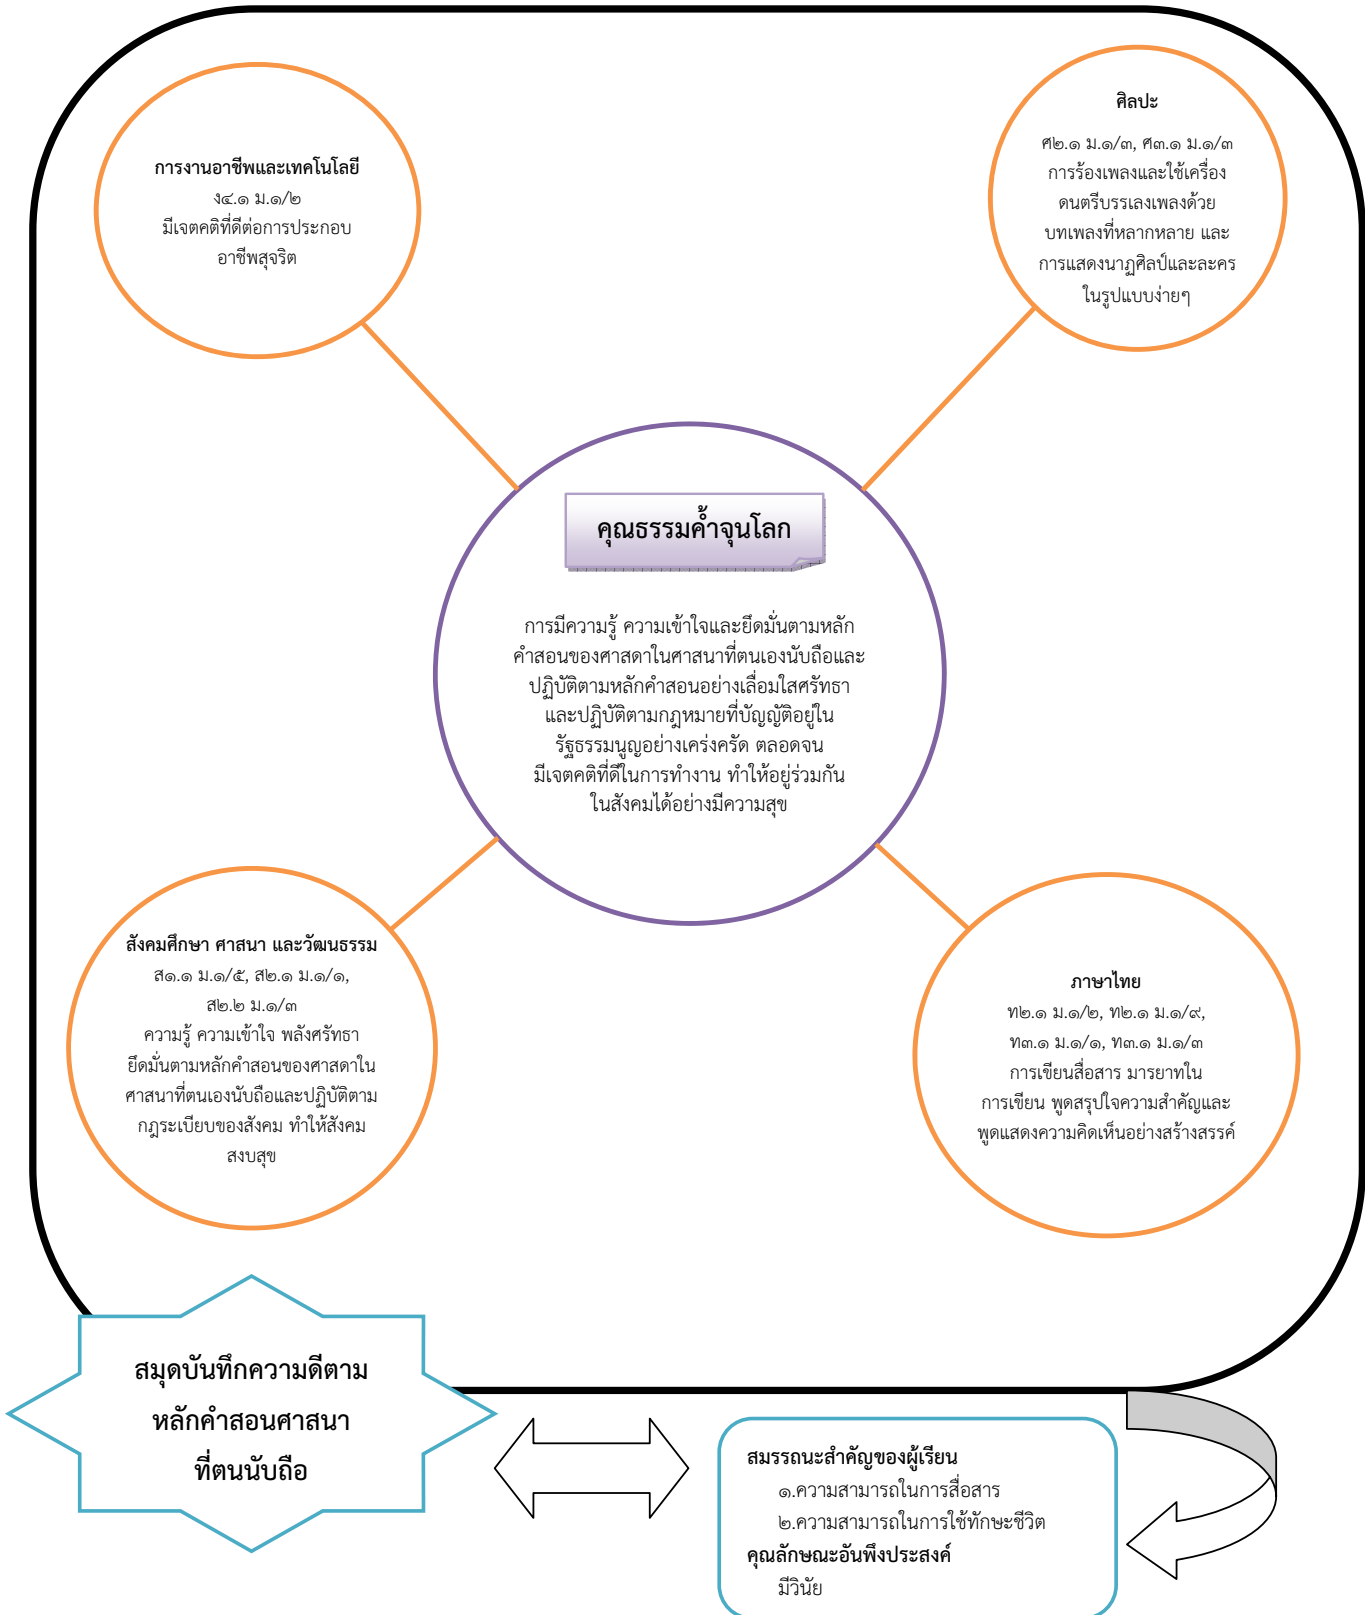 การงานอาชีพและเทคโนโลยี
ง๔.๑ ม.๑/๒
มีเจตคติที่ดีต่อการประกอบ
อาชีพสุจริต
ศิลปะ
ศ๒.๑ ม.๑/๓, ศ๓.๑ ม.๑/๓
การร้องเพลงและใช้เครื่อง
ดนตรีบรรเลงเพลงด้วย
บทเพลงที่หลากหลาย และ
การแสดงนาฏศิลป์และละคร
ในรูปแบบง่ายๆ
คุณธรรมค้ำจุนโลก
การมีความรู้ ความเข้าใจและยึดมั่นตามหลัก
คำสอนของศาสดาในศาสนาที่ตนเองนับถือและ
ปฏิบัติตามหลักคำสอนอย่างเลื่อมใสศรัทธา
และปฏิบัติตามกฎหมายที่บัญญัติอยู่ใน
รัฐธรรมนูญอย่างเคร่งครัด ตลอดจน
มีเจตคติที่ดีในการทำงาน ทำให้อยู่ร่วมกัน
ในสังคมได้อย่างมีความสุข
สังคมศึกษา ศาสนา และวัฒนธรรม
ส๑.๑ ม.๑/๕, ส๒.๑ ม.๑/๑,
ส๒.๒ ม.๑/๓
ความรู้ ความเข้าใจ พลังศรัทธา
ยึดมั่นตามหลักคำสอนของศาสดาใน
ศาสนาที่ตนเองนับถือและปฏิบัติตาม
กฎระเบียบของสังคม ทำให้สังคม
สงบสุข
ภาษาไทย
ท๒.๑ ม.๑/๒, ท๒.๑ ม.๑/๙,
ท๓.๑ ม.๑/๑, ท๓.๑ ม.๑/๓
การเขียนสื่อสาร มารยาทใน
การเขียน พูดสรุปใจความสำคัญและ
พูดแสดงความคิดเห็นอย่างสร้างสรรค์
สมุดบันทึกความดีตาม
หลักคำสอนศาสนา
ที่ตนนับถือ
สมรรถนะสำคัญของผู้เรียน
๑.ความสามารถในการสื่อสาร
๒.ความสามารถในการใช้ทักษะชีวิต
คุณลักษณะอันพึงประสงค์
มีวินัย